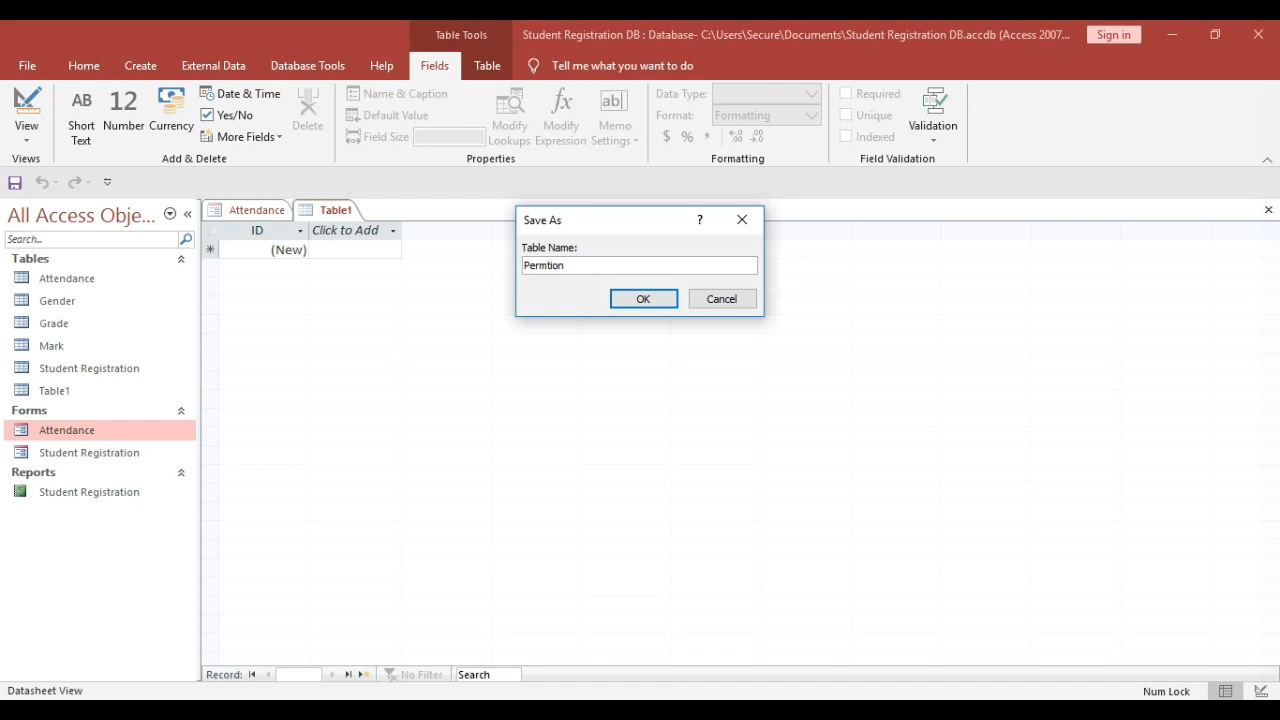 Table Tools
Student Registration DB : Database- C:\Users\Secure\Documents\Student Registration DB.accdb (Access 2007...
Sign in
File
Home
Create
External Data
Database Tools
Help
Fields
Table
Tell me what you want to do
View
Views
AB
Short
Text
12
Number
Currency
Date & Time
Yes/No
More Fields
Delete
Add & Delete
Name & Caption
Default Value
Field Size
Modify
Lookups
fx
Modify
Expression
ab
Memo
Settings
Properties
Data Type:
Format:
Formatting
$ % ,
Formatting
Required
Unique
Indexed
Validation
Field Validation
All Access Obje...
Search...
Tables
Attendance
Gender
Grade
Mark
Student Registration
Table1
Forms
Attendance
Student Registration
Reports
Student Registration
Attendance
Table1
ID
Click to Add
(New)
Save As
?
Table Name:
Permtion
OK
Cancel
Record:
No Filter
Search
Datasheet View
Num Lock